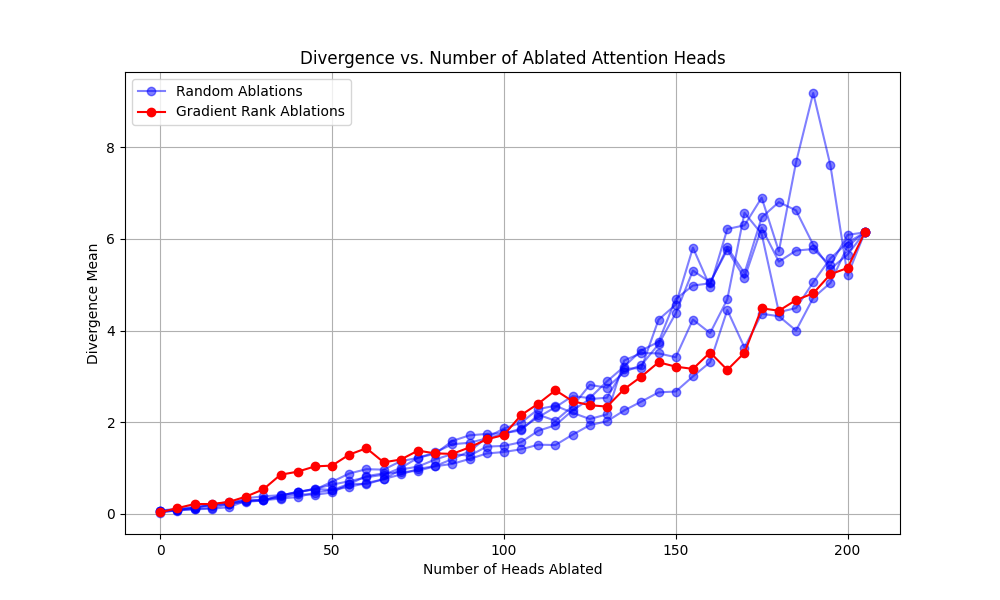 Divergence vs. Number of Ablated Attention Heads
Random Ablations
Gradient Rank Ablations
8
6
4
2
0
Divergence Mean
0 50 100 150 200
Number of Heads Ablated